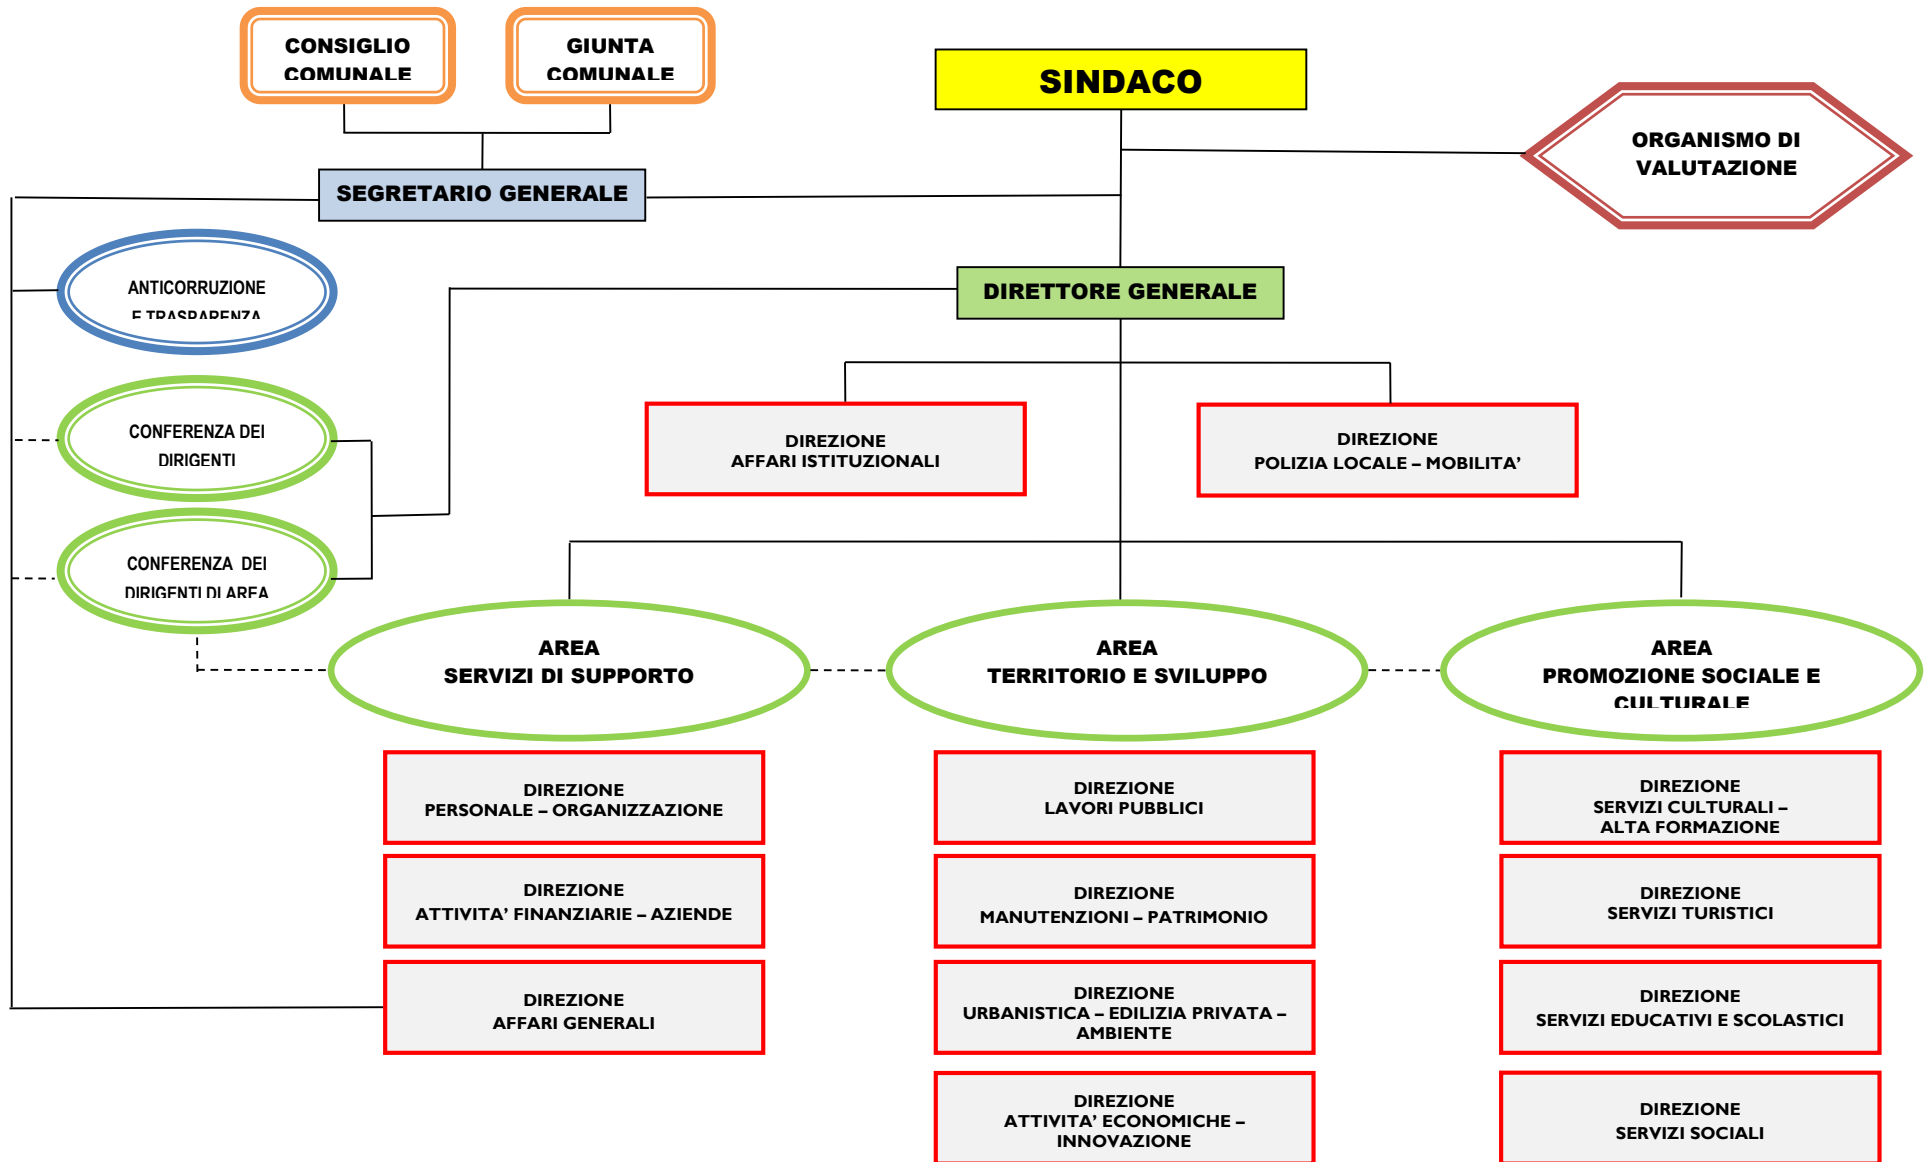 CONSIGLIO
COMUNALE
GIUNTA
COMUNALE
SINDACO
ORGANISMO DI
VALUTAZIONE
SEGRETARIO GENERALE
ANTICORRUZIONE
E TRASPARENZA
DIRETTORE GENERALE
CONFERENZA DEI
DIRIGENTI
DIREZIONE
AFFARI ISTITUZIONALI
DIREZIONE
POLIZIA LOCALE – MOBILITA’
CONFERENZA DEI
DIRIGENTI DI AREA
AREA
SERVIZI DI SUPPORTO
AREA
TERRITORIO E SVILUPPO
AREA
PROMOZIONE SOCIALE E
CULTURALE
DIREZIONE
PERSONALE – ORGANIZZAZIONE
DIREZIONE
LAVORI PUBBLICI
DIREZIONE
SERVIZI CULTURALI –
ALTA FORMAZIONE
DIREZIONE
ATTIVITA’ FINANZIARIE – AZIENDE
DIREZIONE
MANUTENZIONI – PATRIMONIO
DIREZIONE
SERVIZI TURISTICI
DIREZIONE
AFFARI GENERALI
DIREZIONE
URBANISTICA – EDILIZIA PRIVATA –
AMBIENTE
DIREZIONE
SERVIZI EDUCATIVI E SCOLASTICI
DIREZIONE
ATTIVITA’ ECONOMICHE –
INNOVAZIONE
DIREZIONE
SERVIZI SOCIALI